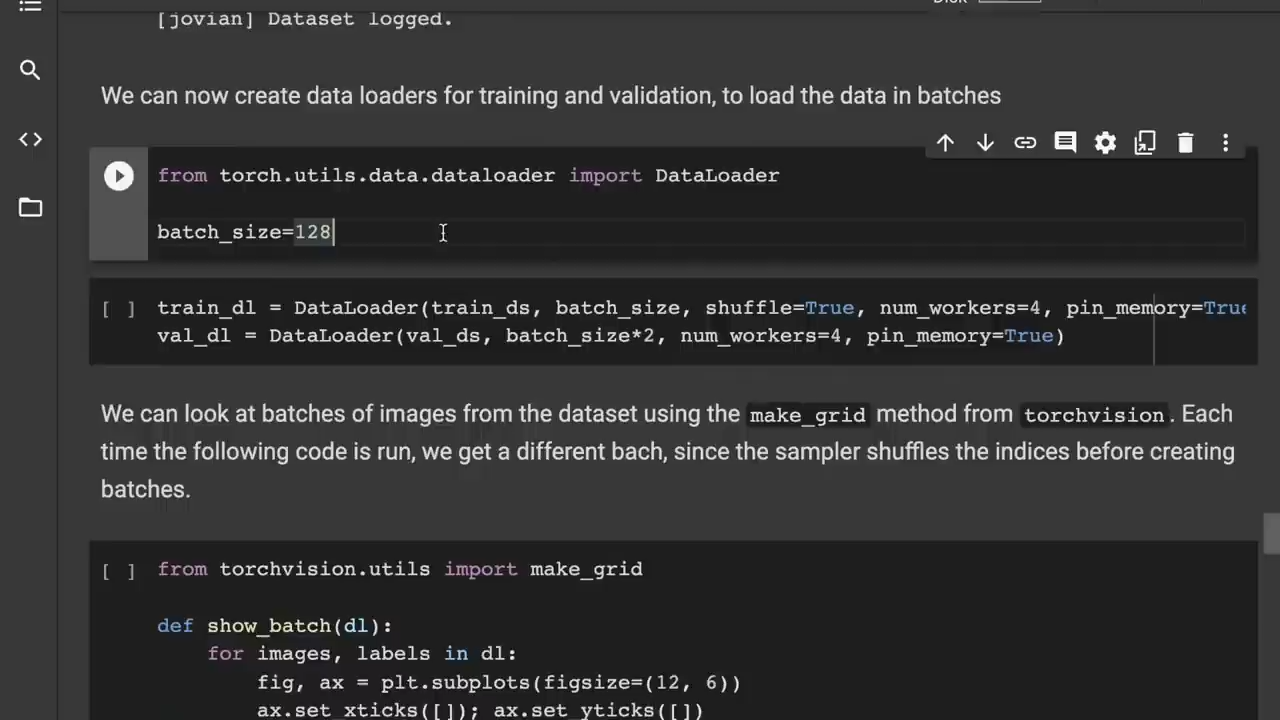 [jovian] Dataset logged.
We can now create data loaders for training and validation, to load the data in batches
from torch.utils.data.dataloader import DataLoader
batch_size=128
[ ] train_dl = DataLoader(train_ds, batch_size, shuffle=True, num_workers=4, pin_memory=True
val_dl = DataLoader(val_ds, batch_size*2, num_workers=4, pin_memory=True)
We can look at batches of images from the dataset using the make_grid method from torchvision. Each
time the following code is run, we get a different bach, since the sampler shuffles the indices before creating
batches.
[ ] from torchvision.utils import make_grid
def show_batch(dl):
for images, labels in dl:
fig, ax = plt.subplots(figsize=(12, 6))
ax.set_xticks([]); ax.set_yticks([])